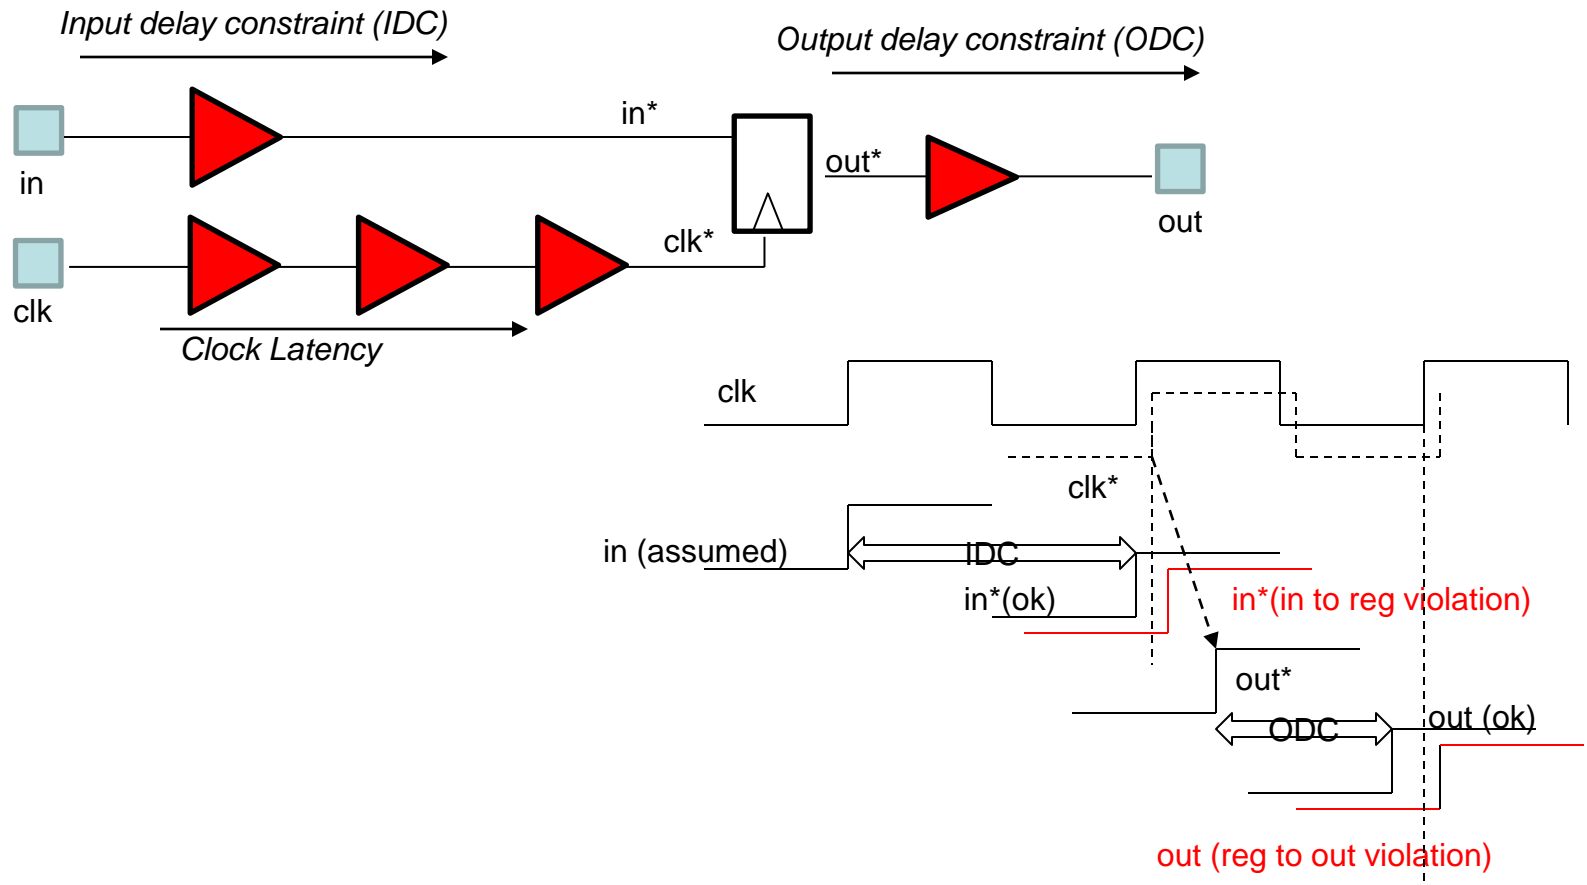 Input delay constraint (IDC)
Output delay constraint (ODC)
in*
in
out*
out
clk*
clk
Clock Latency
clk
clk*
in (assumed)
IDC
in*(ok)
in*(in to reg violation)
out*
ODC
out (ok)
out (reg to out violation)